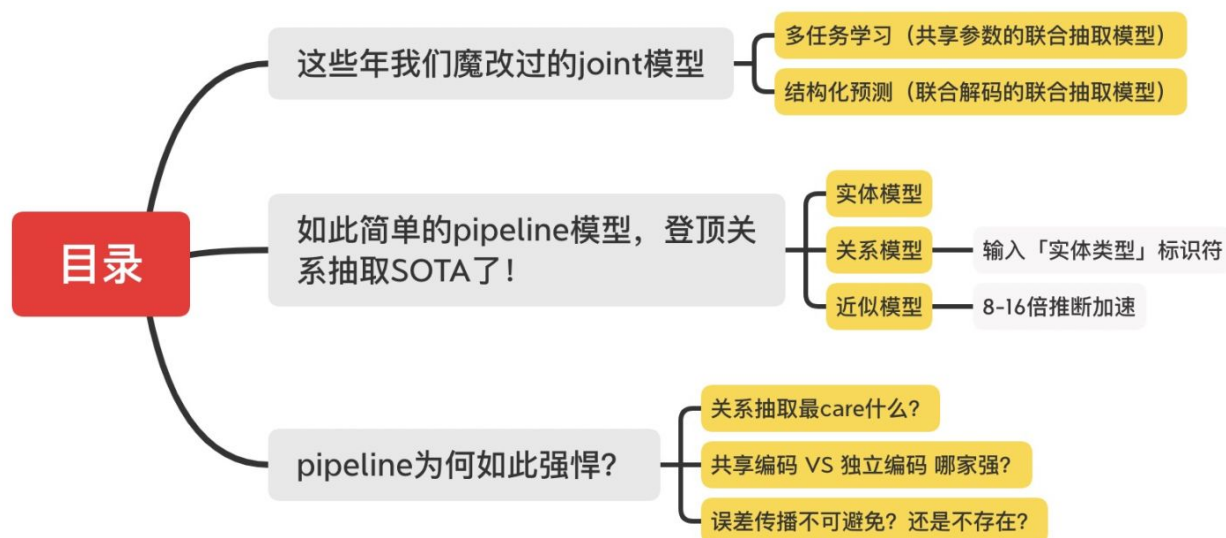 目录
这些年我们魔改过的joint模型
多任务学习（共享参数的联合抽取模型）
结构化预测（联合解码的联合抽取模型）
如此简单的pipeline模型，登顶关
系抽取SOTA了！
实体模型
关系模型
输入「实体类型」标识符
近似模型
8-16倍推断加速
pipeline为何如此强悍？
关系抽取最care什么？
共享编码 VS 独立编码 哪家强？
误差传播不可避免？还是不存在？